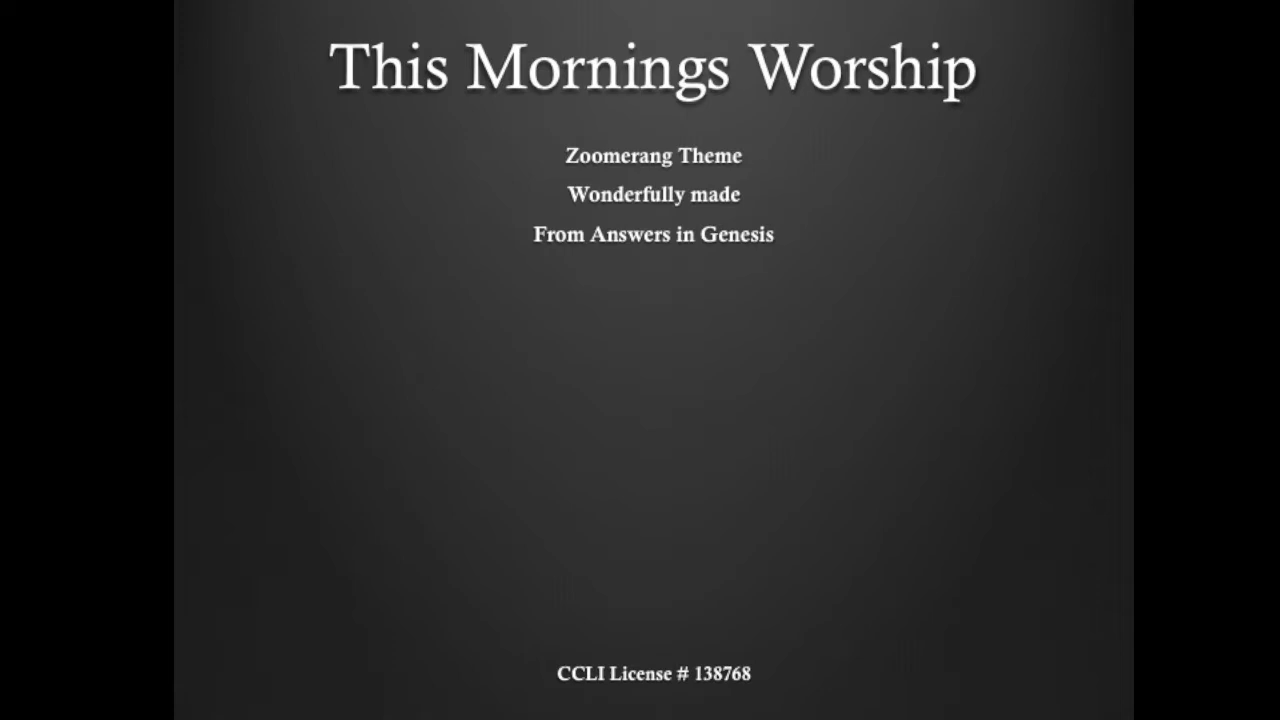 This Mornings Worship
Zoomerang Theme
Wonderfully made
From Answers in Genesis
CCLI License # 138768